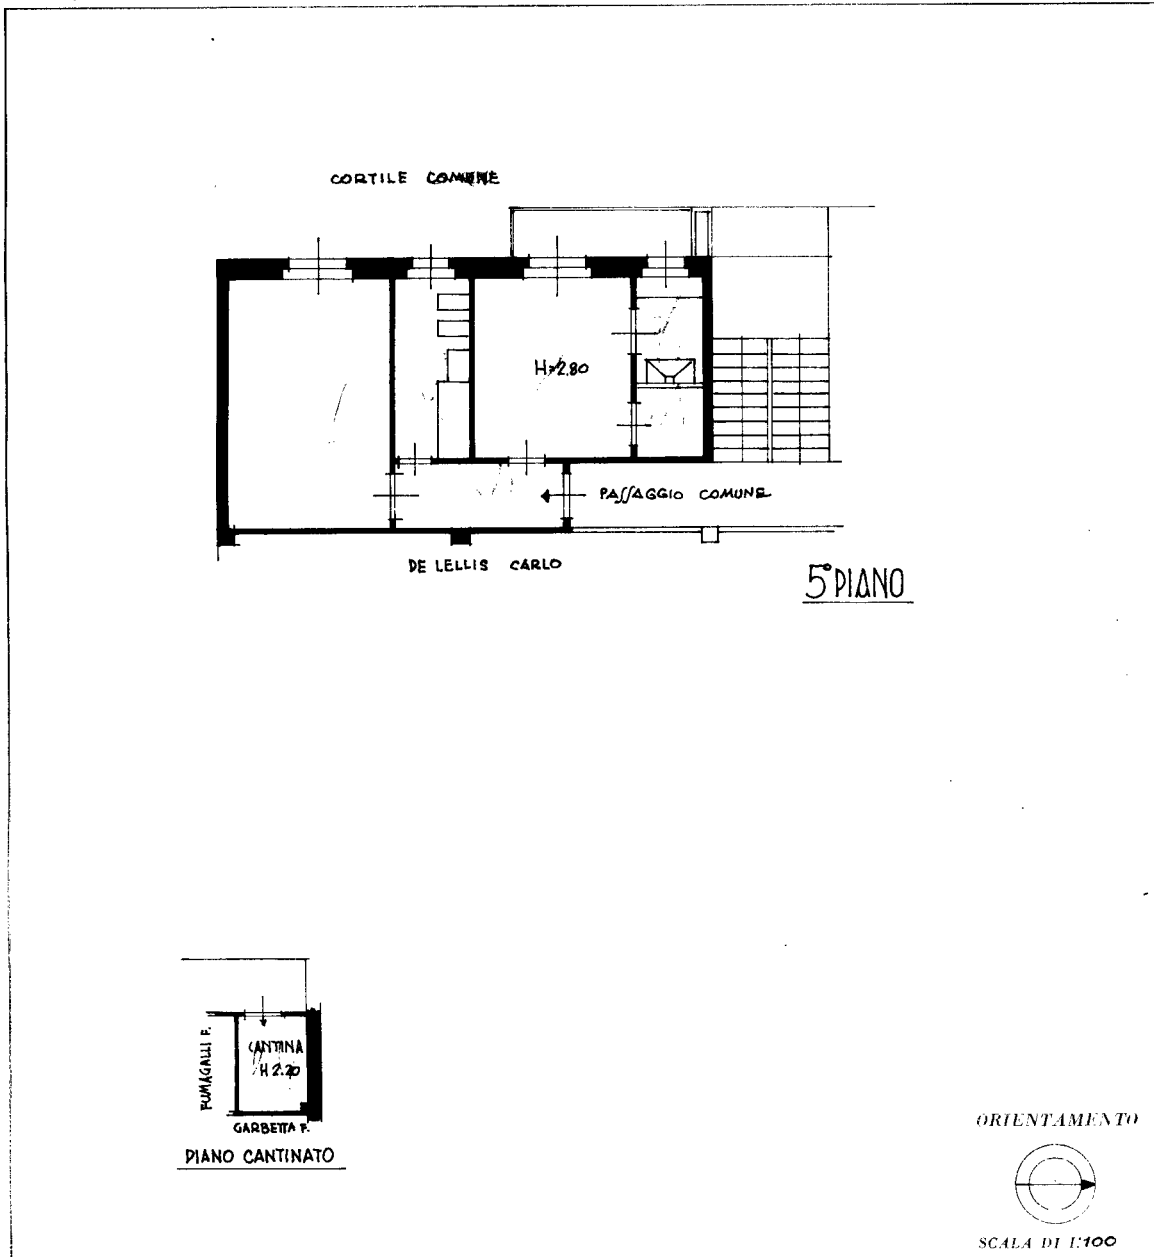 CORTILE COMUNE
H=2.80
PASSAGGIO COMUNE
DE LELLIS CARLO
5° PIANO
FUMAGALLI F.
CANTINA
H 2.20
GARBETTA F.
PIANO CANTINATO
ORIENTAMENTO
SCALA DI 1:100